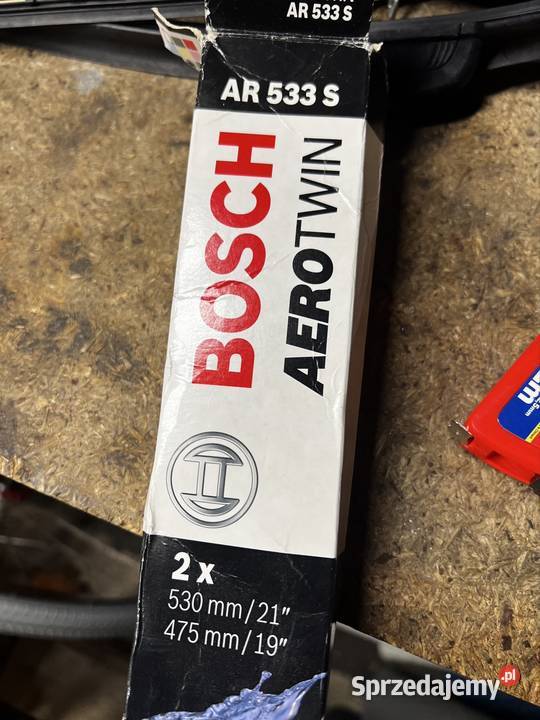 AR 533 S
AR 533 S
BOSCH
AEROTWIN
2 x
530 mm/21"
475 mm/19"
Sprzedajemy.pl